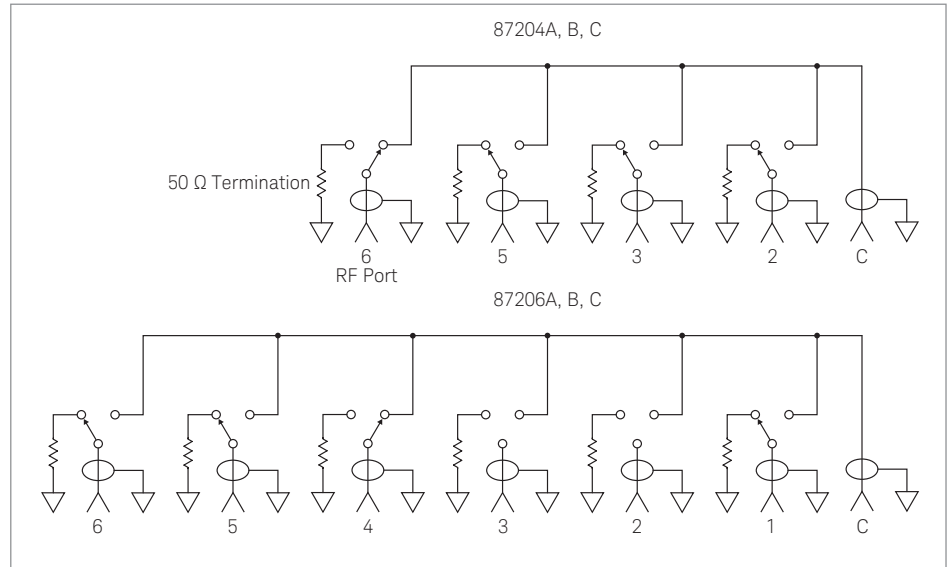 87204A, B, C
50 Ω Termination
6 5 3 2 C
RF Port
87206A, B, C
6 5 4 3 2 1 C